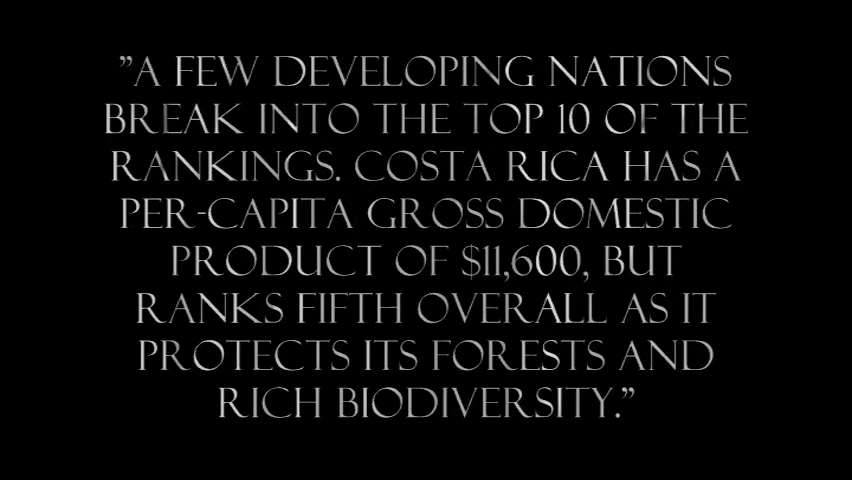 "A FEW DEVELOPING NATIONS
BREAK INTO THE TOP 10 OF THE
RANKINGS. COSTA RICA HAS A
PER-CAPITA GROSS DOMESTIC
PRODUCT OF $11,600, BUT
RANKS FIFTH OVERALL AS IT
PROTECTS ITS FORESTS AND
RICH BIODIVERSITY."